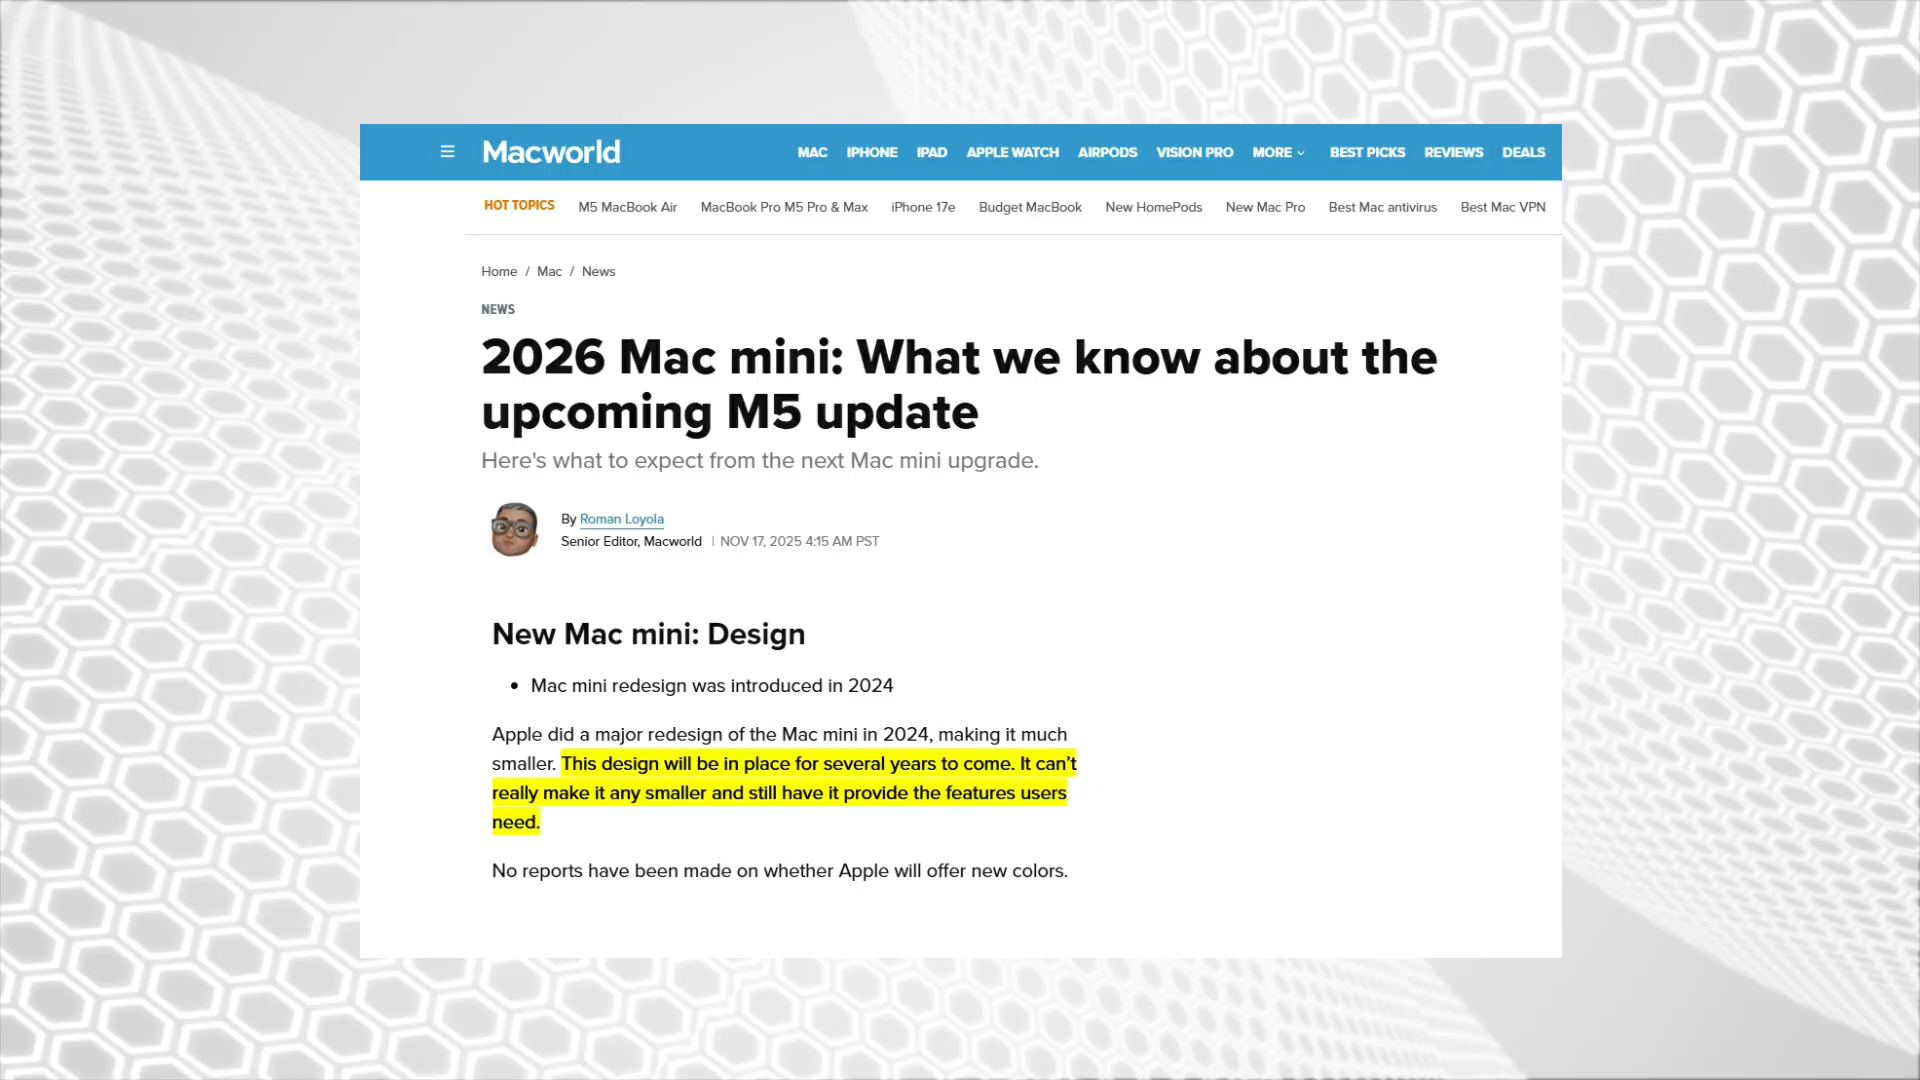 Macworld
MAC IPHONE IPAD APPLE WATCH AIRPODS VISION PRO MORE BEST PICKS REVIEWS DEALS
HOT TOPICS M5 MacBook Air MacBook Pro M5 Pro & Max iPhone 17e Budget MacBook New HomePods New Mac Pro Best Mac antivirus Best Mac VPN
Home / Mac / News
NEWS
2026 Mac mini: What we know about the
upcoming M5 update
Here's what to expect from the next Mac mini upgrade.
By Roman Loyola
Senior Editor, Macworld | NOV 17, 2025 4:15 AM PST
New Mac mini: Design
• Mac mini redesign was introduced in 2024
Apple did a major redesign of the Mac mini in 2024, making it much
smaller. This design will be in place for several years to come. It can’t
really make it any smaller and still have it provide the features users
need.
No reports have been made on whether Apple will offer new colors.